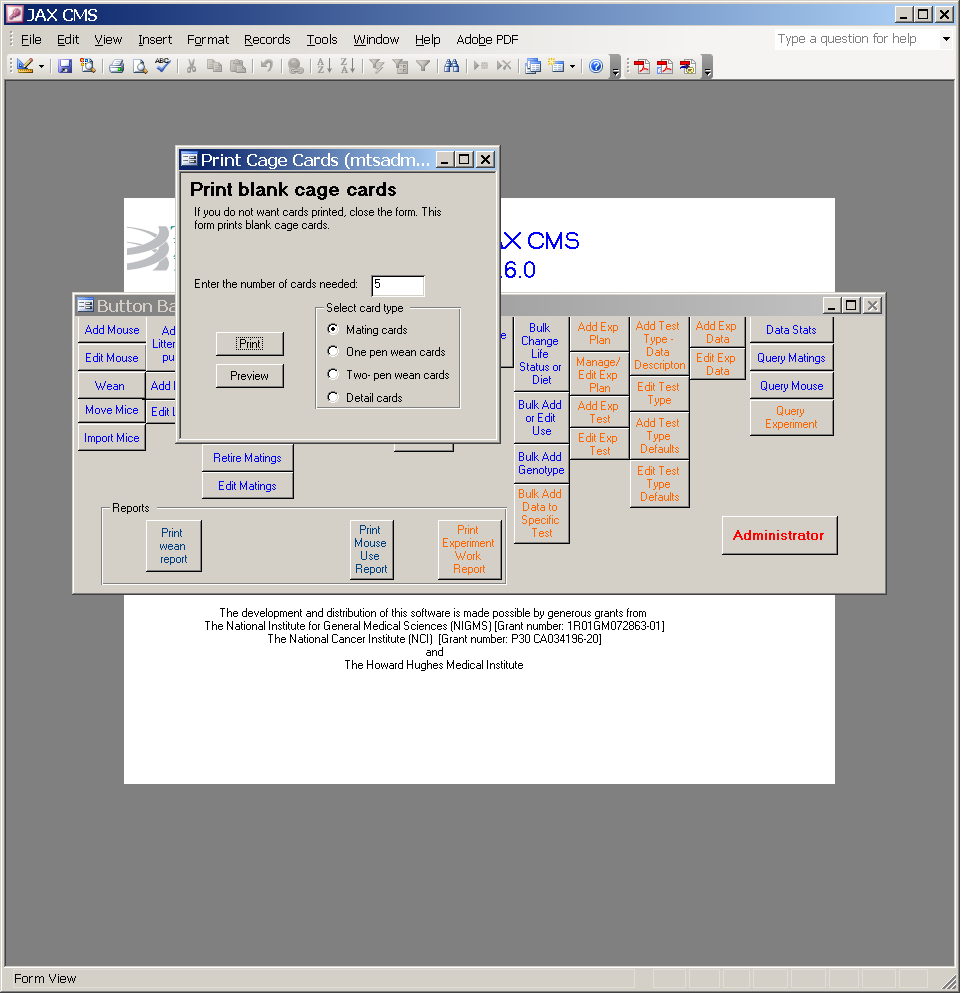 JAX CMS
File Edit View Insert Format Records Tools Window Help Adobe PDF
Type a question for help
Print Cage Cards (mtsadm...
Print blank cage cards
If you do not want cards printed, close the form. This
form prints blank cage cards.
Enter the number of cards needed: 5
Select card type
Mating cards
One pen wean cards
Two- pen wean cards
Detail cards
Print
Preview
X CMS
.6.0
Button Ba
Add Mouse
Edit Mouse
Wean
Move Mice
Import Mice
Ad
Litter
pu
Add
Edit L
Retire Matings
Edit Matings
e
Bulk
Change
Life
Status or
Diet
Bulk Add
or Edit
Use
Bulk Add
Genotype
Bulk Add
Data to
Specific
Test
Add Exp
Plan
Manage/
Edit Exp
Plan
Add Exp
Test
Edit Exp
Test
Add Test
Type -
Data
Descripton
Edit Test
Type
Add Test
Type
Defaults
Edit Test
Type
Defaults
Add Exp
Data
Edit Exp
Data
Data Stats
Query Matings
Query Mouse
Query
Experiment
Reports
Print
wean
report
Print
Mouse
Use
Report
Print
Experiment
Work
Report
Administrator
The development and distribution of this software is made possible by generous grants from
The National Institute for General Medical Sciences (NIGMS) [Grant number: 1R01GM072863-01]
The National Cancer Institute (NCI) [Grant number: P30 CA034196-20]
and
The Howard Hughes Medical Institute
Form View